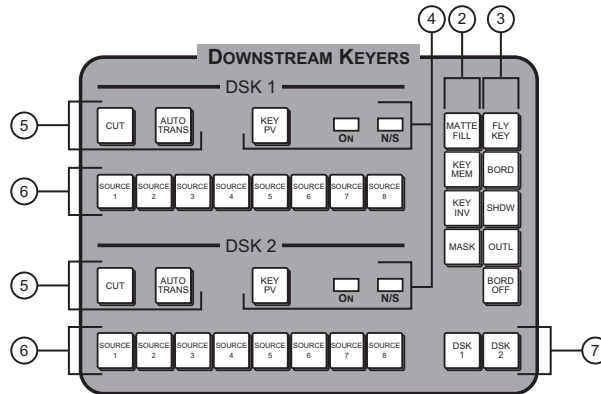 4
2
3
DOWNSTREAM KEYERS
DSK 1
5
CUT
AUTO
TRANS
KEY
PV
ON
N/S
MATTE
FILL
FLY
KEY
KEY
MEM
BORD
KEY
INV
SHDW
MASK
OUTL
BORD
OFF
6
SOURCE
1
SOURCE
2
SOURCE
3
SOURCE
4
SOURCE
5
SOURCE
6
SOURCE
7
SOURCE
8
DSK 2
5
CUT
AUTO
TRANS
KEY
PV
ON
N/S
6
SOURCE
1
SOURCE
2
SOURCE
3
SOURCE
4
SOURCE
5
SOURCE
6
SOURCE
7
SOURCE
8
DSK
1
DSK
2
7